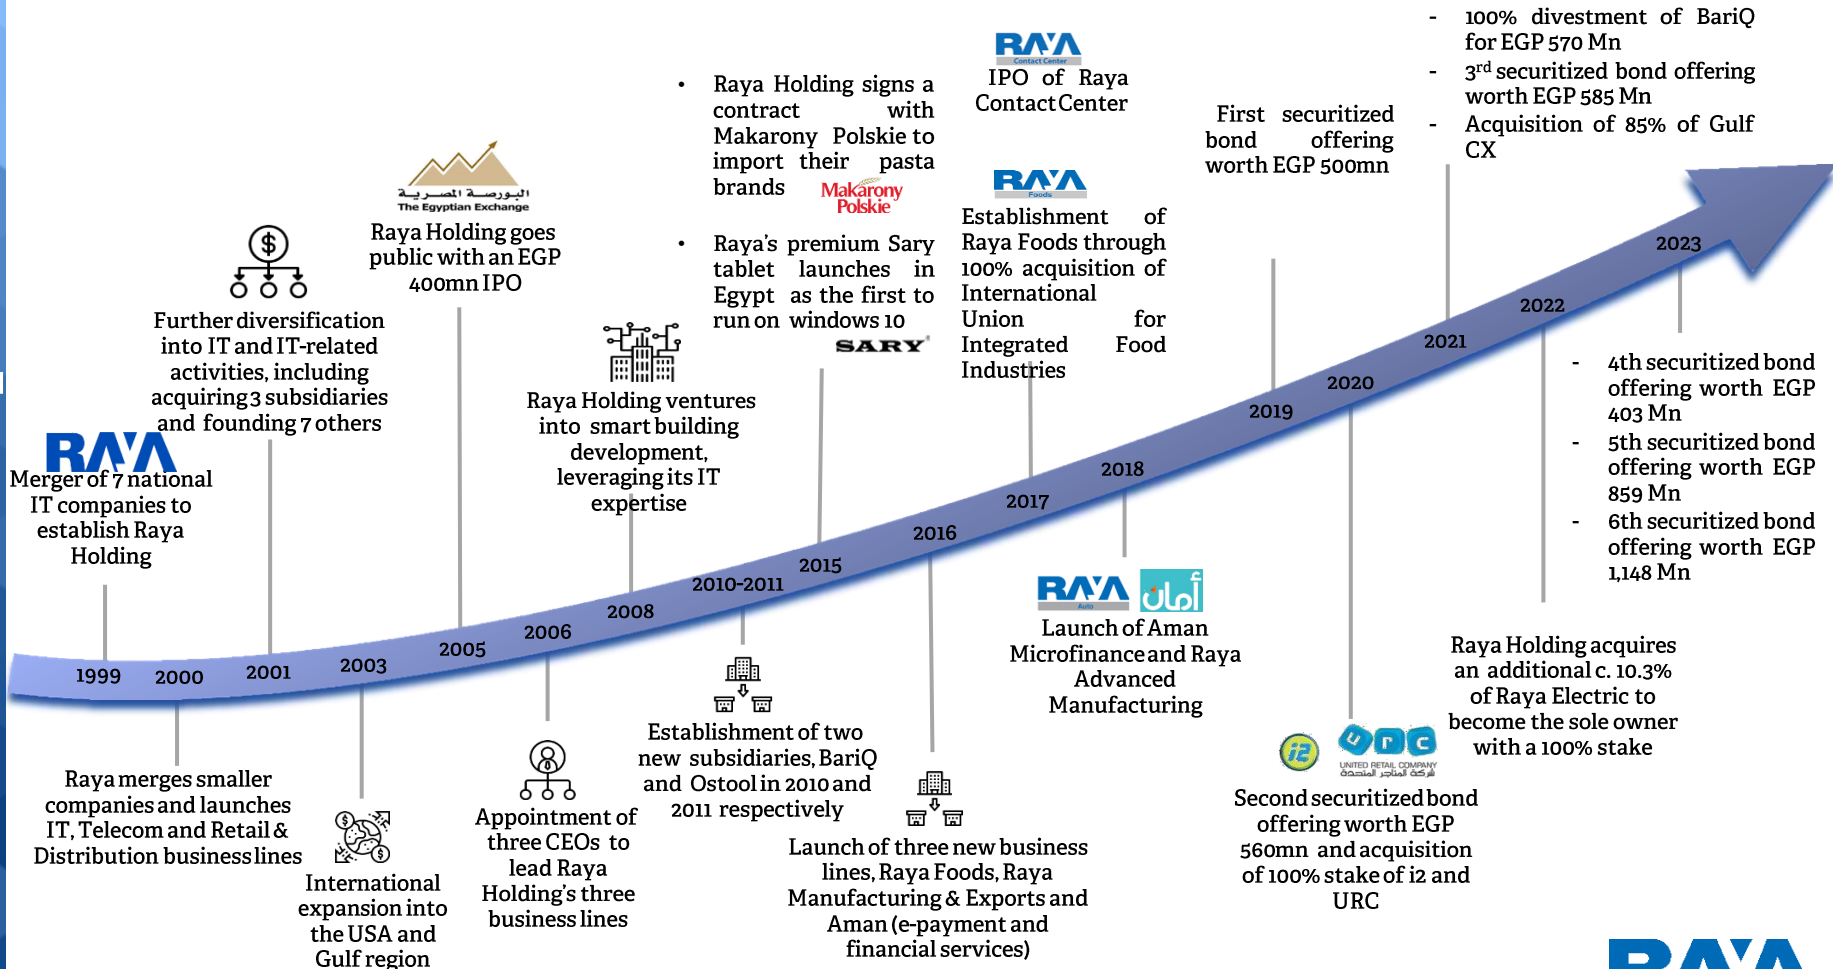 RAYA
Merger of 7 national
IT companies to
establish Raya
Holding
1999
2000
Raya merges smaller
companies and launches
IT, Telecom and Retail &
Distribution business lines
Further diversification
into IT and IT-related
activities, including
acquiring 3 subsidiaries
and founding 7 others
2001
2003
International
expansion into
the USA and
Gulf region
البورصة المصرية
The Egyptian Exchange
Raya Holding goes
public with an EGP
400mn IPO
2005
2006
Appointment of
three CEOs to
lead Raya
Holding's three
business lines
Raya Holding ventures
into smart building
development,
leveraging its IT
expertise
2008
2010-2011
Establishment of two
new subsidiaries, BariQ
and Ostool in 2010 and
2011 respectively
• Raya Holding signs a
contract with
Makarony Polskie to
import their pasta
brands
Makarony
Polskie
• Raya's premium Sary
tablet launches in
Egypt as the first to
run on windows 10
SARY
2015
2016
Launch of three new business
lines, Raya Foods, Raya
Manufacturing & Exports and
Aman (e-payment and
financial services)
RAYA
Contact Center
IPO of Raya
Contact Center
RAYA
Foods
Establishment of
Raya Foods through
100% acquisition of
International
Union for
Integrated Food
Industries
2017
2018
RAYA
Auto
أمان
Launch of Aman
Microfinance and Raya
Advanced
Manufacturing
First securitized
bond offering
worth EGP 500mn
2019
2020
i2
urc
UNITED RETAIL COMPANY
شركة المتاجر المتحدة
Second securitized bond
offering worth EGP
560mn and acquisition
of 100% stake of i2 and
URC
- 100% divestment of BariQ
for EGP 570 Mn
- 3rd securitized bond offering
worth EGP 585 Mn
- Acquisition of 85% of Gulf
CX
2021
2022
Raya Holding acquires
an additional c. 10.3%
of Raya Electric to
become the sole owner
with a 100% stake
2023
- 4th securitized bond
offering worth EGP
403 Mn
- 5th securitized bond
offering worth EGP
859 Mn
- 6th securitized bond
offering worth EGP
1,148 Mn
RAYA